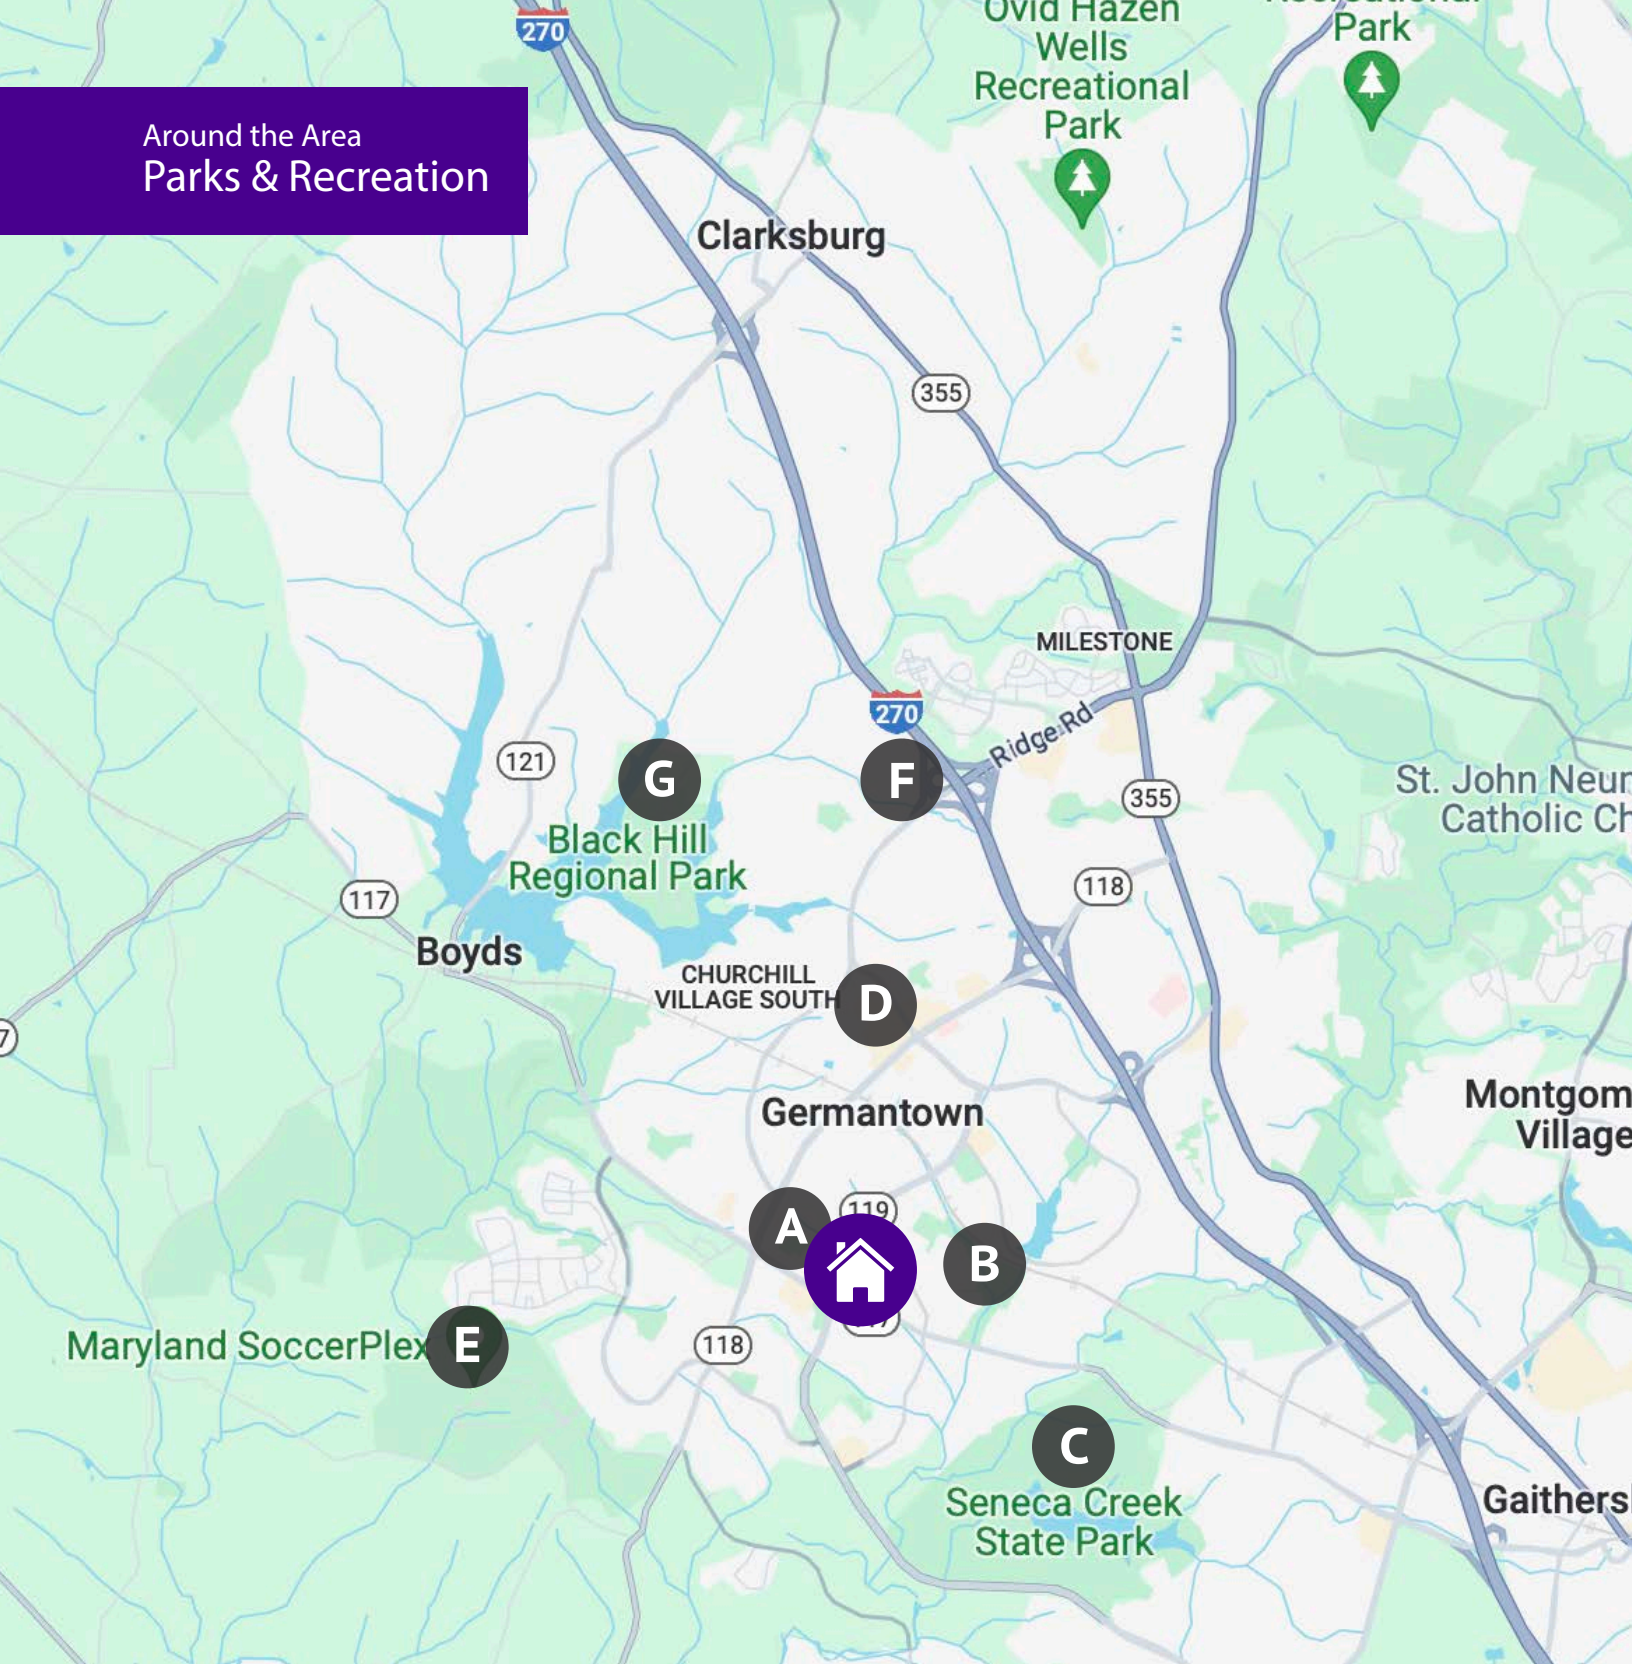 270
Ovid Hazen
Wells
Recreational
Park
Park
Around the Area
Parks & Recreation
Clarksburg
355
MILESTONE
270
Ridge Rd
121
G
F
355
St. John Neur
Catholic Ch
Black Hill
Regional Park
117
118
Boyds
CHURCHILL
VILLAGE SOUTH
D
7
Germantown
Montgom
Village
A
119
B
Maryland SoccerPlex
E
118
C
Seneca Creek
State Park
Gaithers